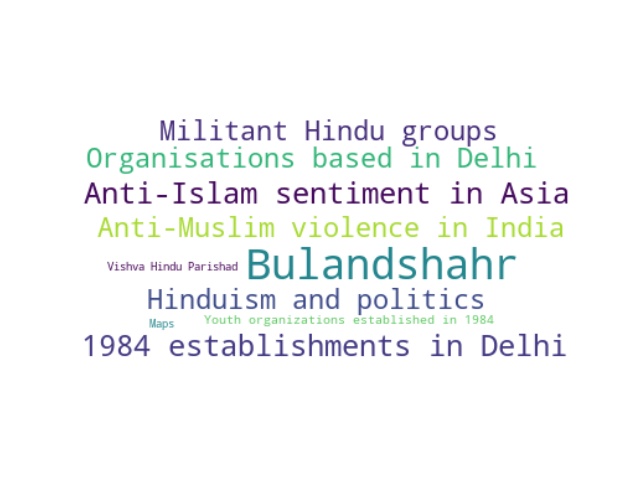 Militant Hindu groups
Organisations based in Delhi
Anti-Islam sentiment in Asia
Anti-Muslim violence in India
Vishva Hindu Parishad Bulandshahr
Hinduism and politics
Maps Youth organizations established in 1984
1984 establishments in Delhi